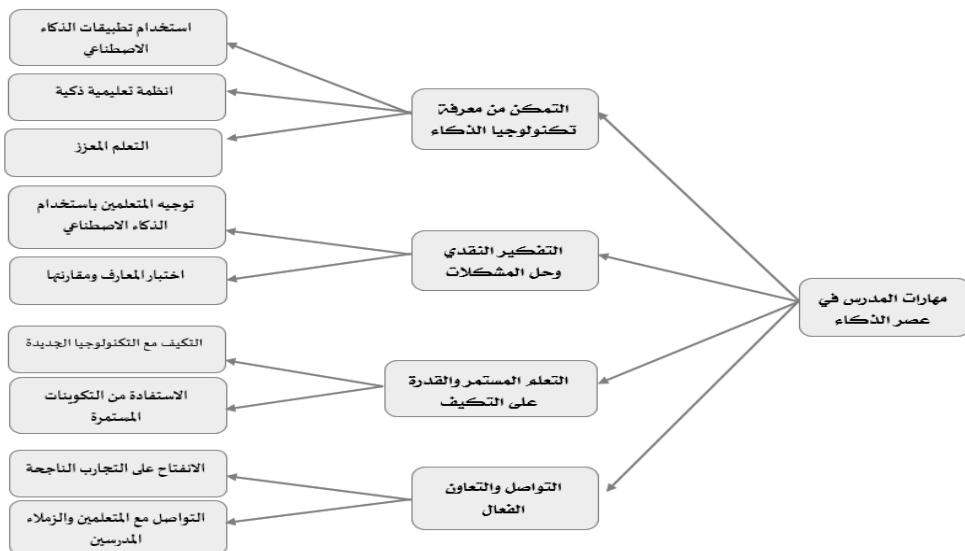 مهارات المدرس في
عصر الذكاء
التمكن من معرفة
تكنولوجيا الذكاء
استخدام تطبيقات الذكاء
الاصطناعي
انظمة تعليمية ذكية
التعلم المعزز
التفكير النقدي
وحل المشكلات
توجيه المتعلمين باستخدام
الذكاء الاصطناعي
اختبار المعارف ومقارنتها
التعلم المستمر والقدرة
على التكيف
التكيف مع التكنولوجيا الجديدة
الاستفادة من التكوينات
المستمرة
التواصل والتعاون
الفعال
الانفتاح على التجارب الناجحة
التواصل مع المتعلمين والزملاء
المدرسين